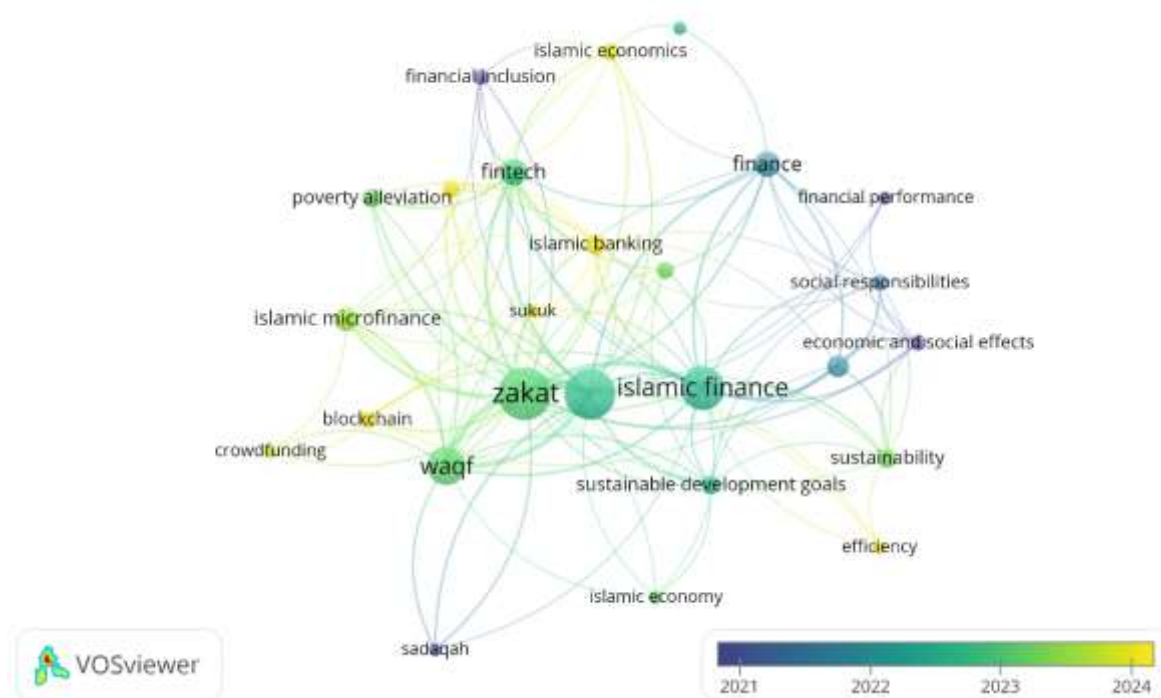 islamic economics
financial inclusion
fintech
finance
poverty alleviation
financial performance
islamic banking
social responsibilities
sukuk
islamic microfinance
economic and social effects
zakat
islamic finance
blockchain
crowdfunding
waqf
sustainability
sustainable development goals
efficiency
islamic economy
sadaqah
VOSviewer
2021
2022
2023
2024